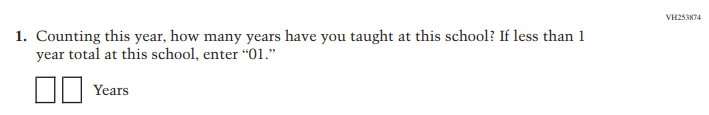 VH253874
1. Counting this year, how many years have you taught at this school? If less than 1
year total at this school, enter “01.”
Years